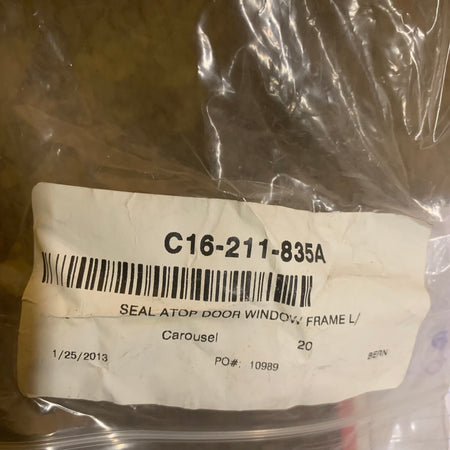 C16-211-835A
SEAL ATOP DOOR WINDOW FRAME L/
Carousel 20
1/25/2013 PO#: 10989 BERN